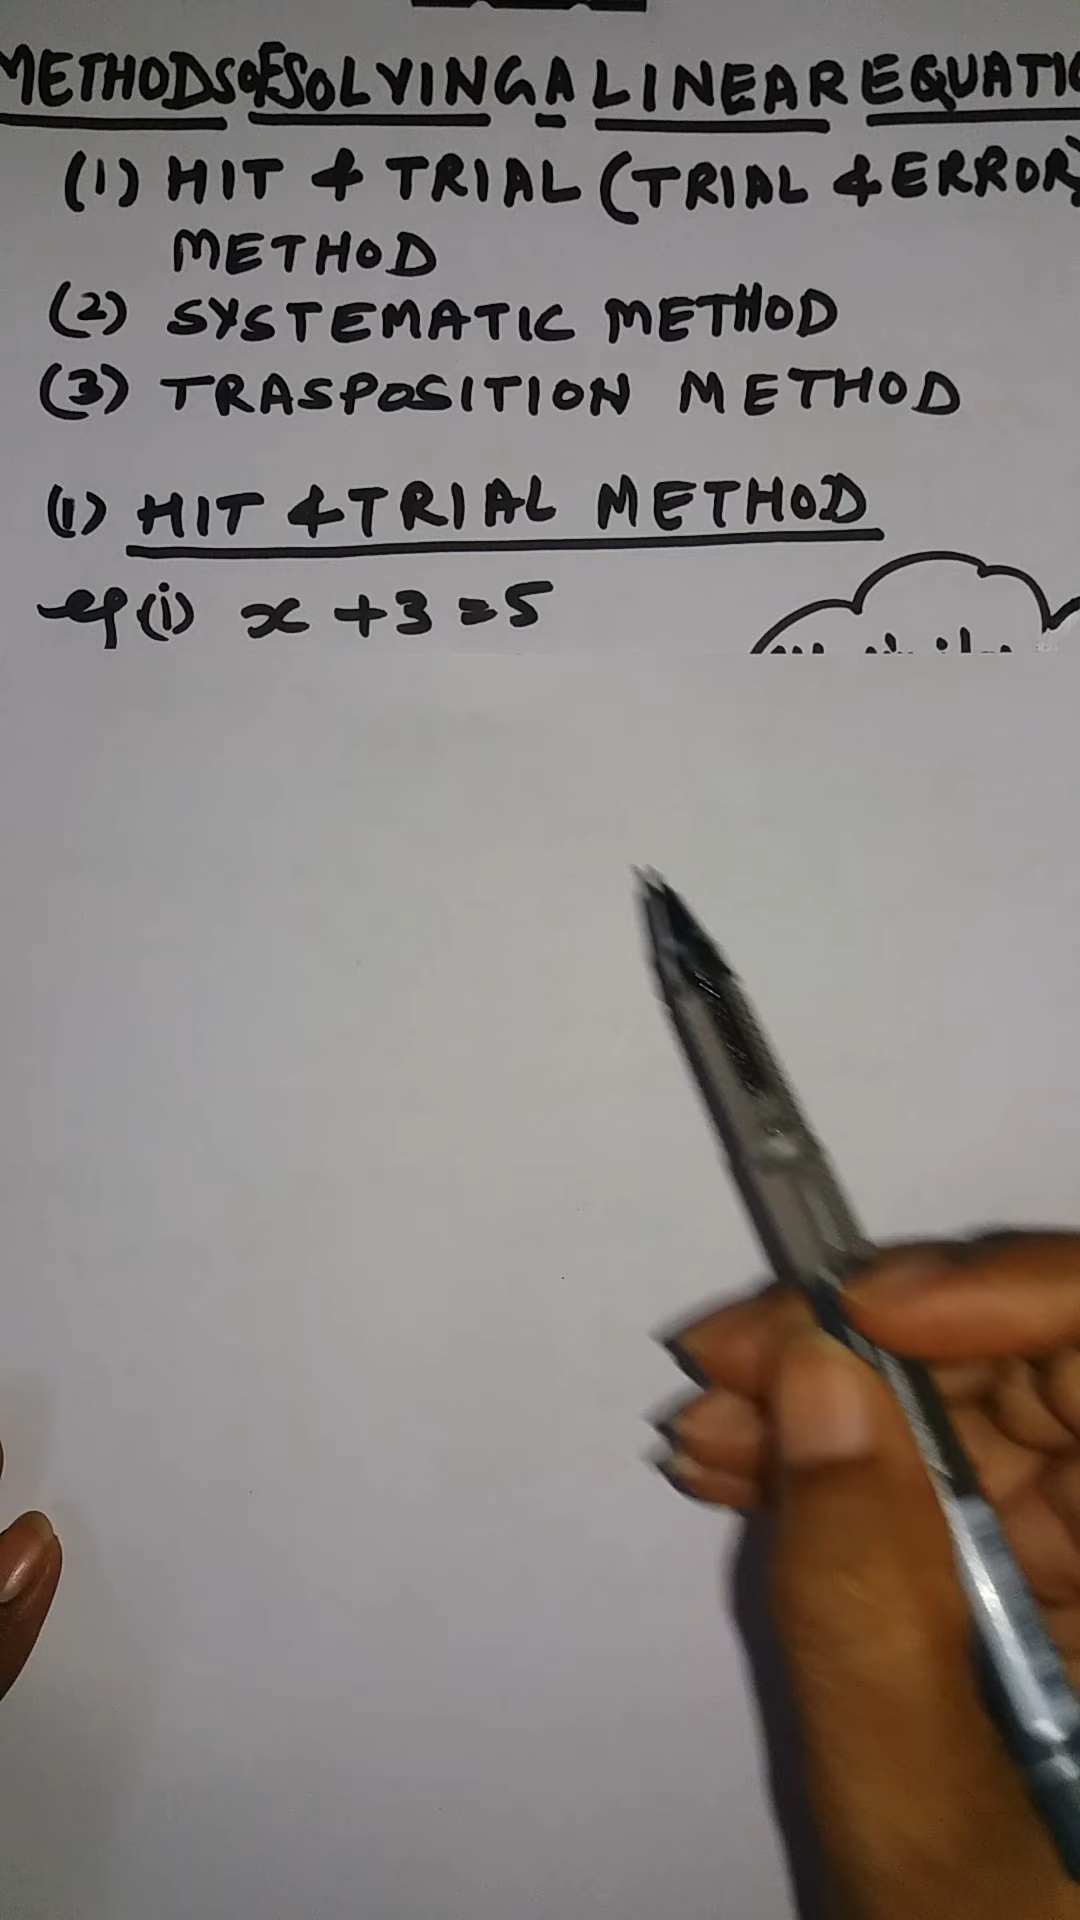 METHODS OF SOLVING A LINEAR EQUATIO
(1) HIT & TRIAL (TRIAL & ERROR)
METHOD
(2) SYSTEMATIC METHOD
(3) TRASPOSITION METHOD
(1) HIT & TRIAL METHOD
eg (i) x + 3 = 5